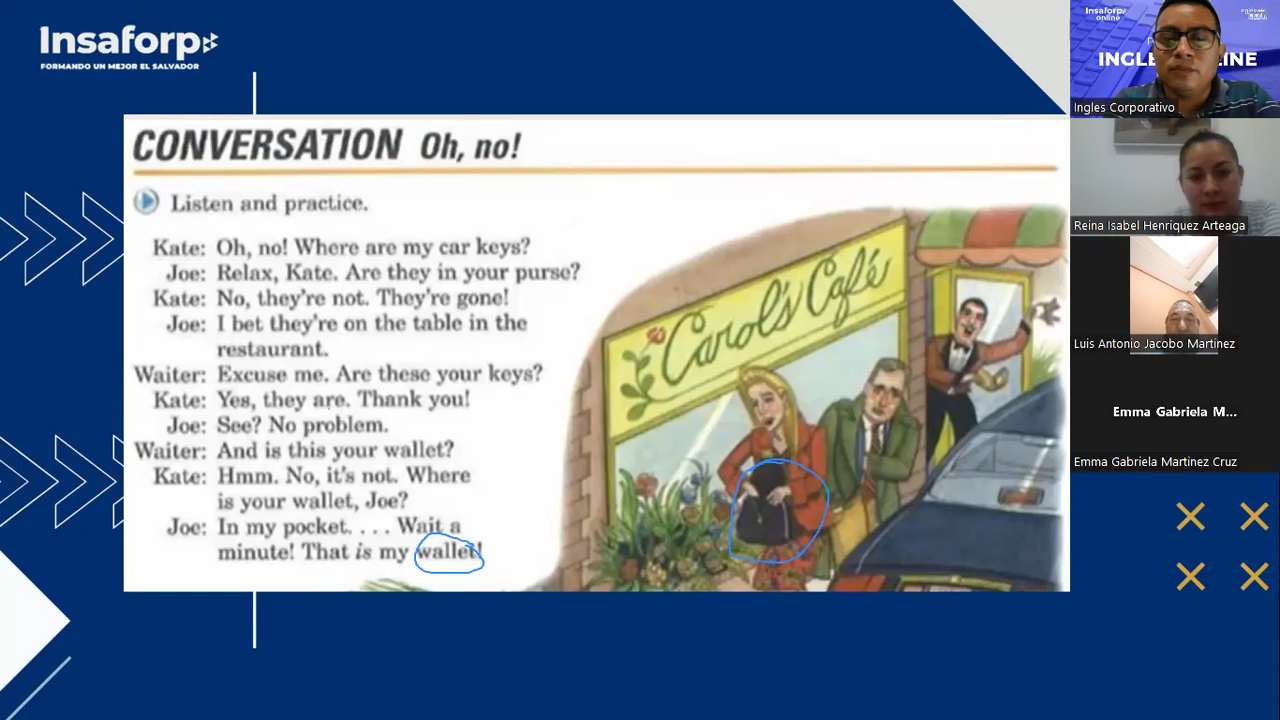 Insaforp
FORMANDO UN MEJOR EL SALVADOR
CONVERSATION Oh, no!
Listen and practice.
Kate: Oh, no! Where are my car keys?
Joe: Relax, Kate. Are they in your purse?
Kate: No, they're not. They're gone!
Joe: I bet they're on the table in the
restaurant.
Waiter: Excuse me. Are these your keys?
Kate: Yes, they are. Thank you!
Joe: See? No problem.
Waiter: And is this your wallet?
Kate: Hmm. No, it's not. Where
is your wallet, Joe?
Joe: In my pocket. . . . Wait a
minute! That is my wallet!
Carol's Café
Insaforp
online
Ingles Corporativo
Reina Isabel Henriquez Arteaga
Luis Antonio Jacobo Martinez
Emma Gabriela M...
Emma Gabriela Martinez Cruz